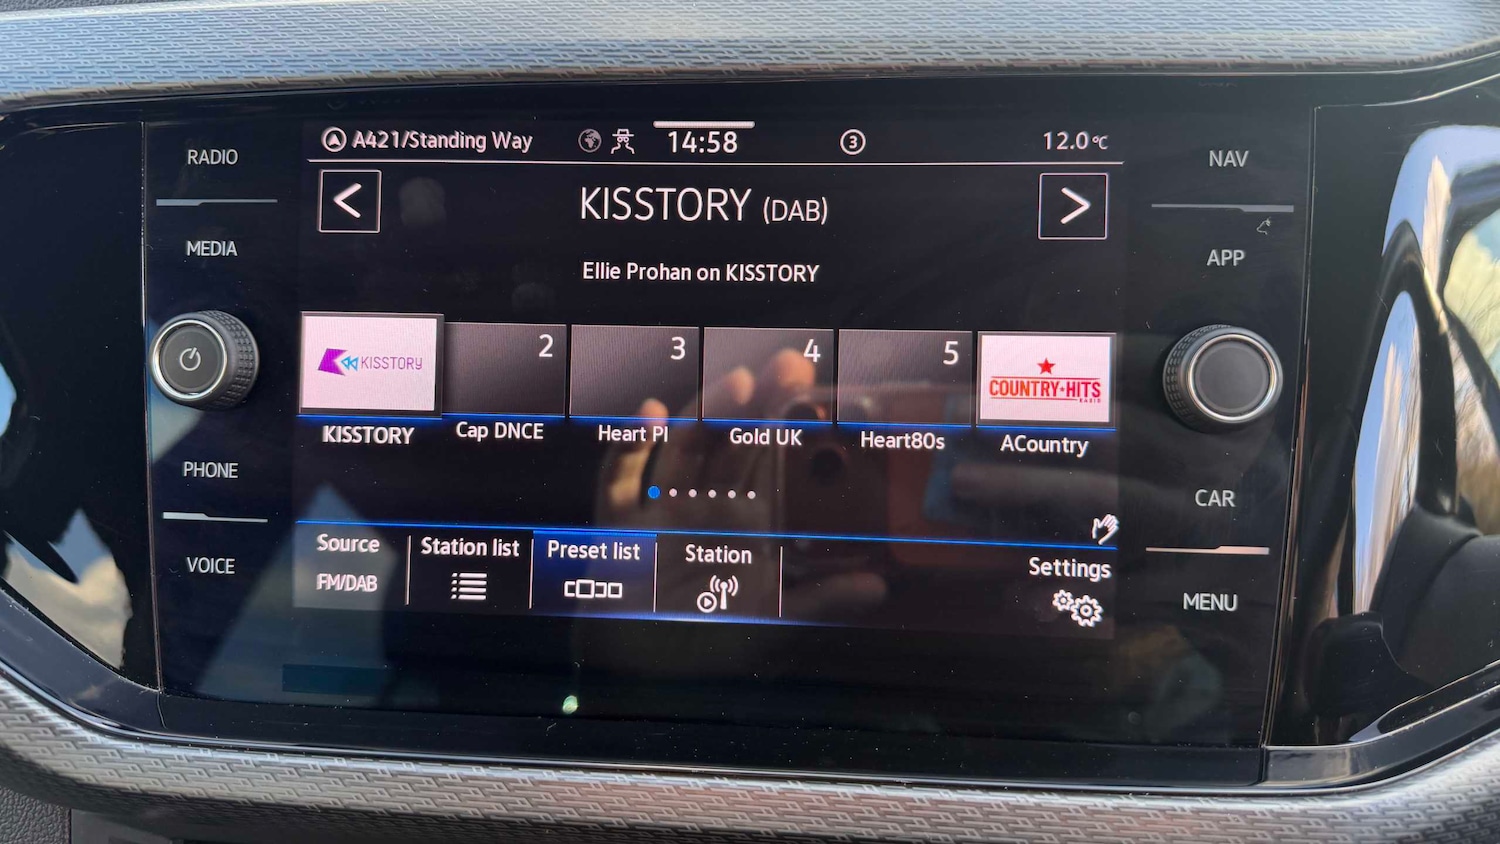 RADIO
MEDIA
PHONE
VOICE
A421/Standing Way
14:58
3
12.0°C
KISSTORY (DAB)
Ellie Prohan on KISSTORY
KISSTORY
2
3
4
5
COUNTRY★HITS
RADIO
KISSTORY
Cap DNCE
Heart Pl
Gold UK
Heart80s
ACountry
Source
FM/DAB
Station list
Preset list
Station
Settings
NAV
APP
CAR
MENU